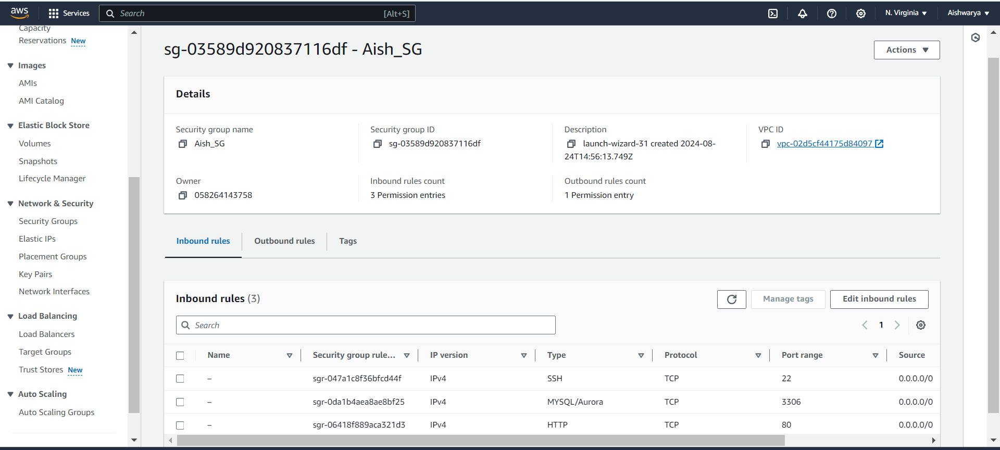 aws
Services
Search
[Alt+S]
N. Virginia
Aishwarya
Capacity
Reservations New
Images
AMIs
AMI Catalog
Elastic Block Store
Volumes
Snapshots
Lifecycle Manager
Network & Security
Security Groups
Elastic IPs
Placement Groups
Key Pairs
Network Interfaces
Load Balancing
Load Balancers
Target Groups
Trust Stores New
Auto Scaling
Auto Scaling Groups
sg-03589d920837116df - Aish_SG
Actions
Details
Security group name
Aish_SG
Security group ID
sg-03589d920837116df
Description
launch-wizard-31 created 2024-08-
24T14:56:13.749Z
VPC ID
vpc-02d5cf44175d84097
Owner
058264143758
Inbound rules count
3 Permission entries
Outbound rules count
1 Permission entry
Inbound rules
Outbound rules
Tags
Inbound rules (3)
Manage tags
Edit inbound rules
Search
1
Name Security group rule... IP version Type Protocol Port range Source
– sgr-047a1c8f36bfcd44f IPv4 SSH TCP 22 0.0.0.0/0
– sgr-0da1b4aea8ae8bf25 IPv4 MYSQL/Aurora TCP 3306 0.0.0.0/0
– sgr-06418f889aca321d3 IPv4 HTTP TCP 80 0.0.0.0/0